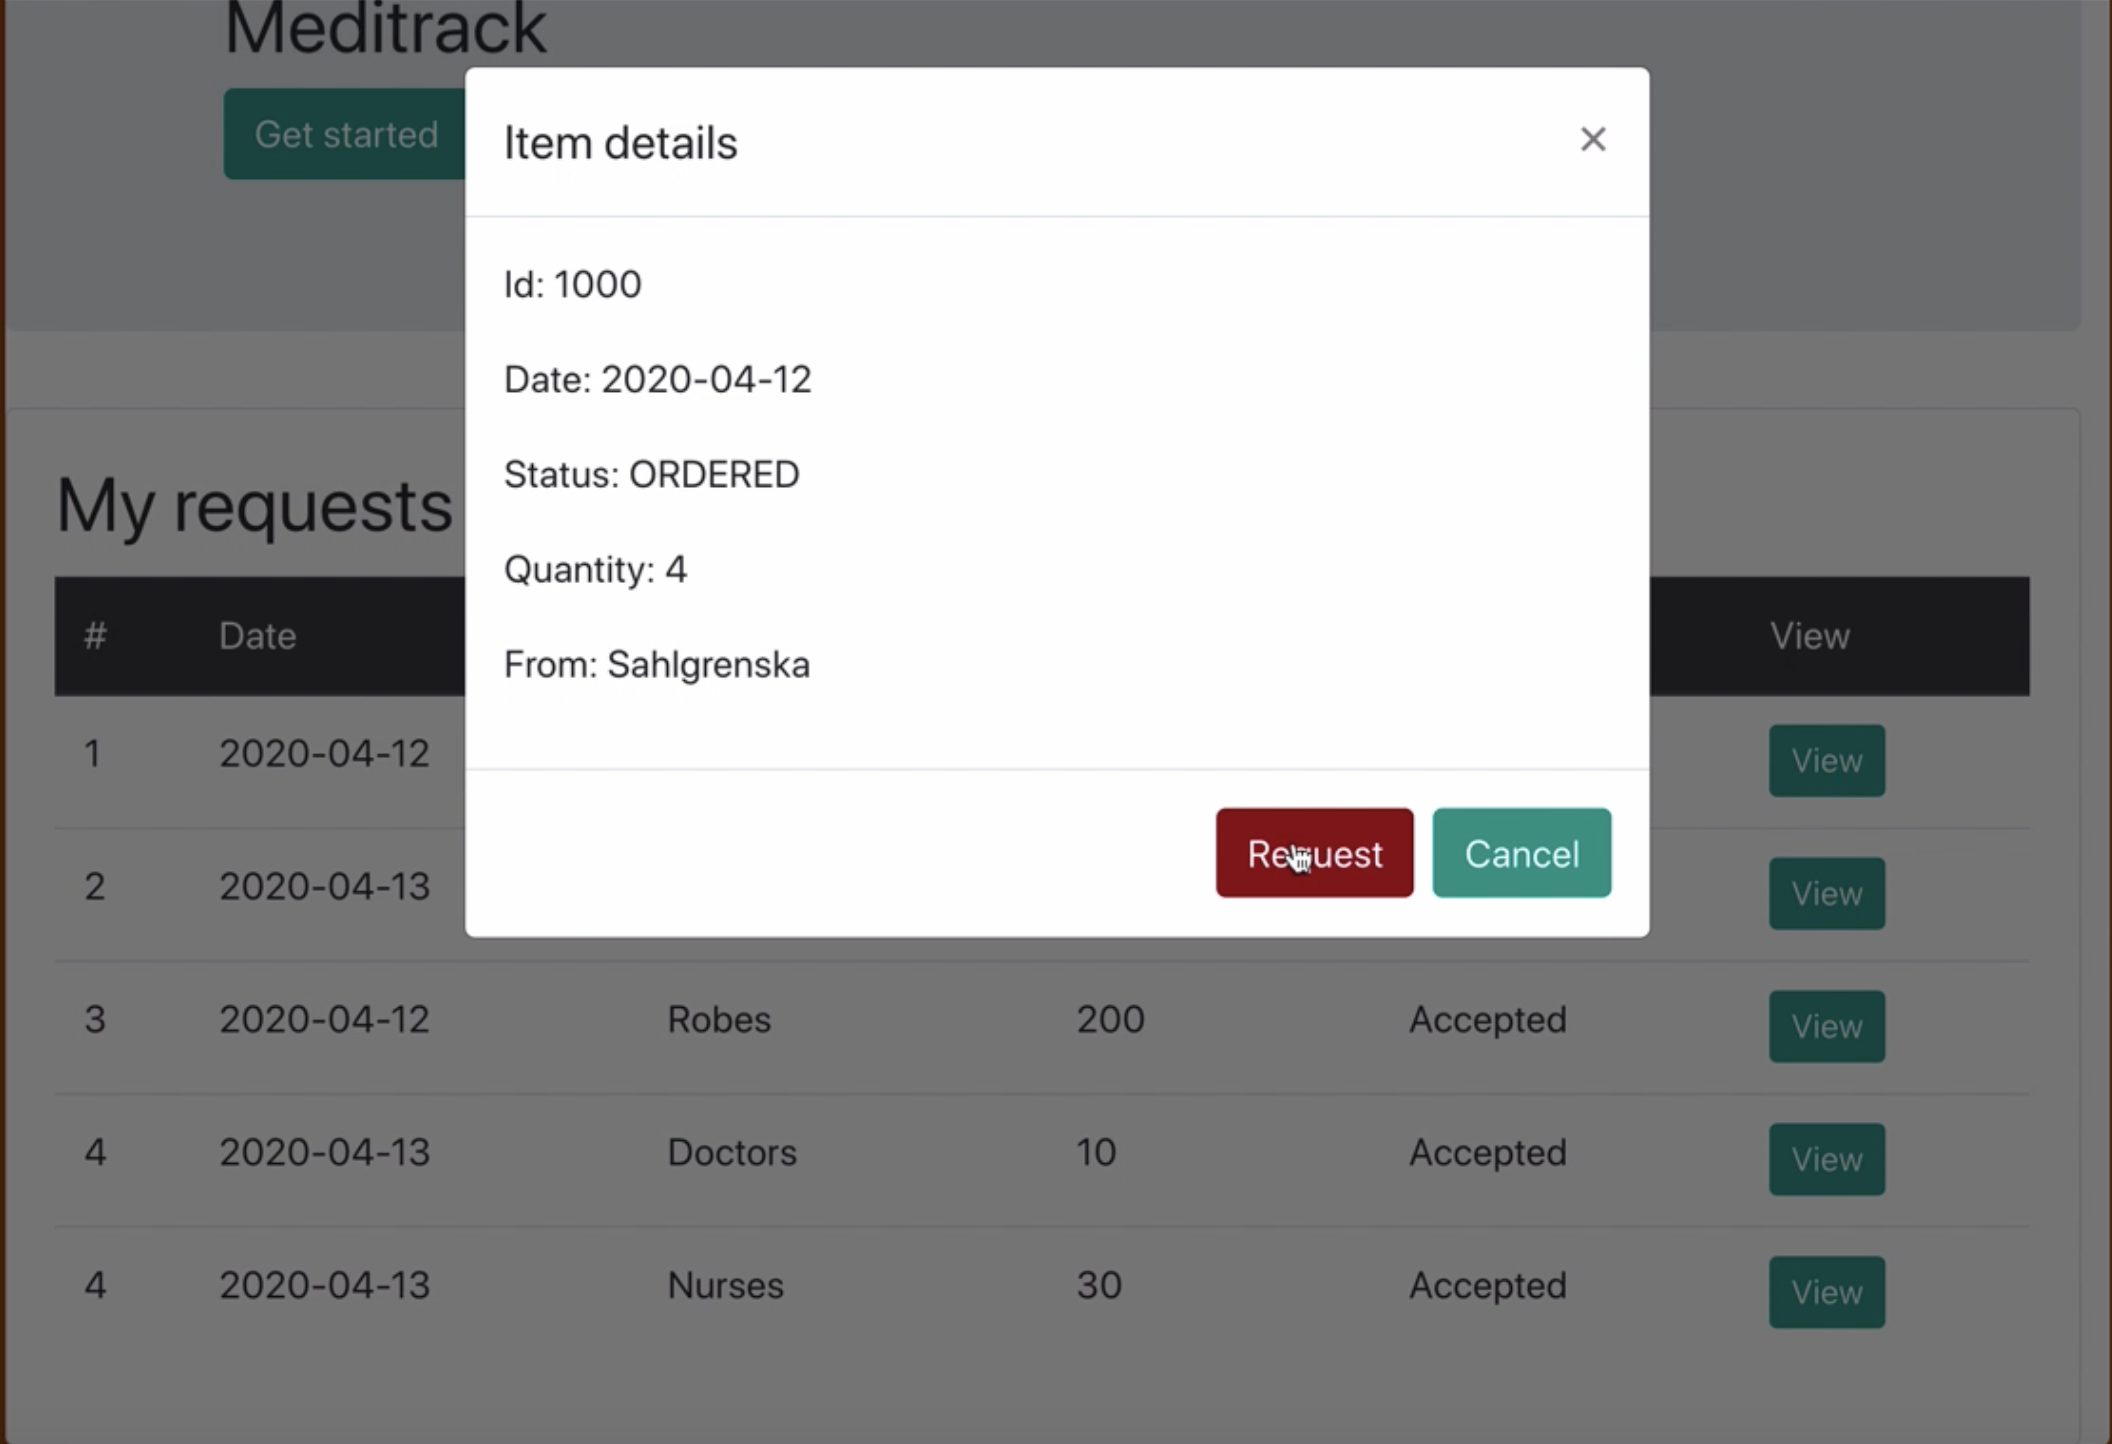 Meditrack
Get started
Item details
×
Id: 1000
Date: 2020-04-12
Status: ORDERED
Quantity: 4
From: Sahlgrenska
Request Cancel
My requests
# Date View
1 2020-04-12 View
2 2020-04-13 View
3 2020-04-12 Robes 200 Accepted View
4 2020-04-13 Doctors 10 Accepted View
4 2020-04-13 Nurses 30 Accepted View